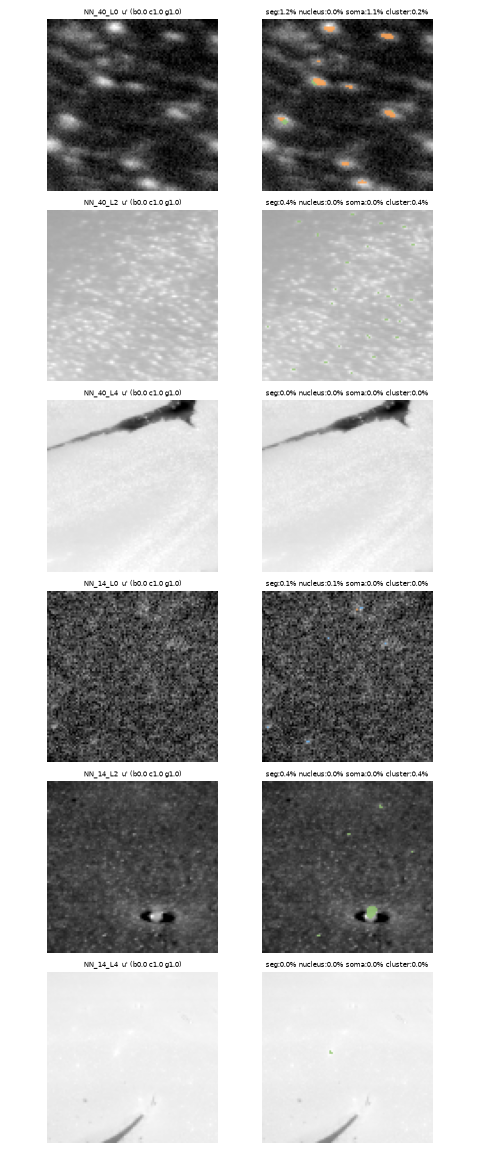 NN_40_L0 u' (b0.0 c1.0 g1.0)
seg:1.2% nucleus:0.0% soma:1.1% cluster:0.2%
NN_40_L2 u' (b0.0 c1.0 g1.0)
seg:0.4% nucleus:0.0% soma:0.0% cluster:0.4%
NN_40_L4 u' (b0.0 c1.0 g1.0)
seg:0.0% nucleus:0.0% soma:0.0% cluster:0.0%
NN_14_L0 u' (b0.0 c1.0 g1.0)
seg:0.1% nucleus:0.1% soma:0.0% cluster:0.0%
NN_14_L2 u' (b0.0 c1.0 g1.0)
seg:0.4% nucleus:0.0% soma:0.0% cluster:0.4%
NN_14_L4 u' (b0.0 c1.0 g1.0)
seg:0.0% nucleus:0.0% soma:0.0% cluster:0.0%